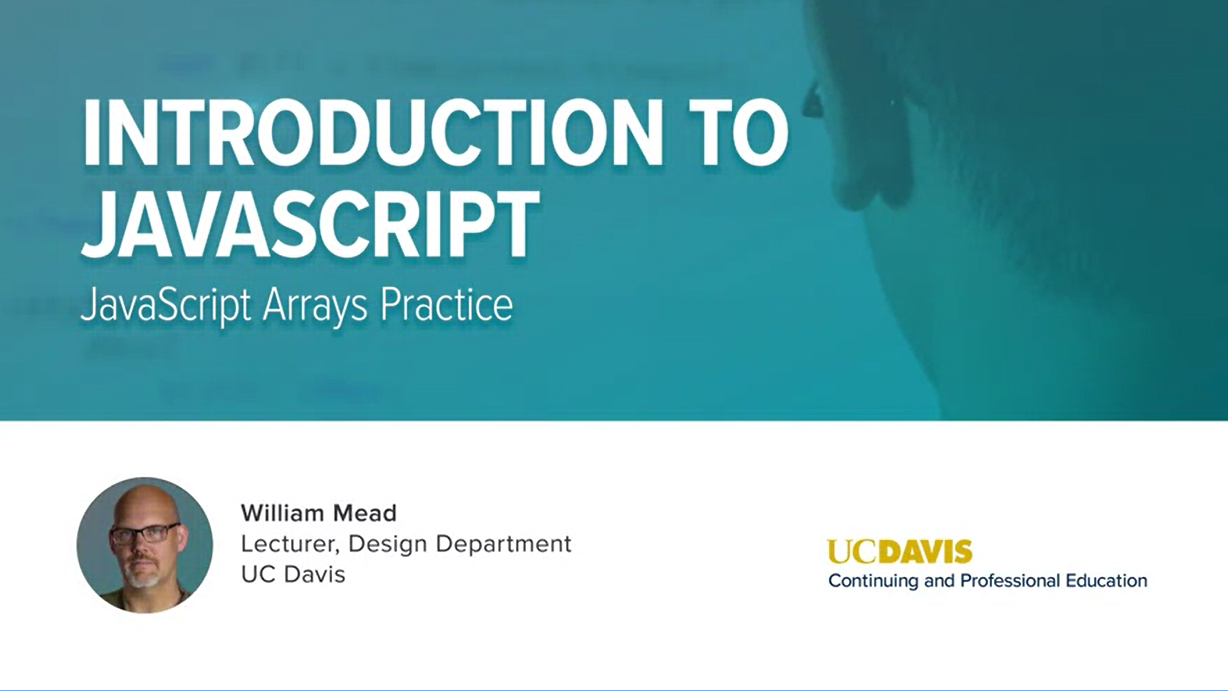 INTRODUCTION TO
JAVASCRIPT
JavaScript Arrays Practice
William Mead
Lecturer, Design Department
UC Davis
UCDAVIS
Continuing and Professional Education